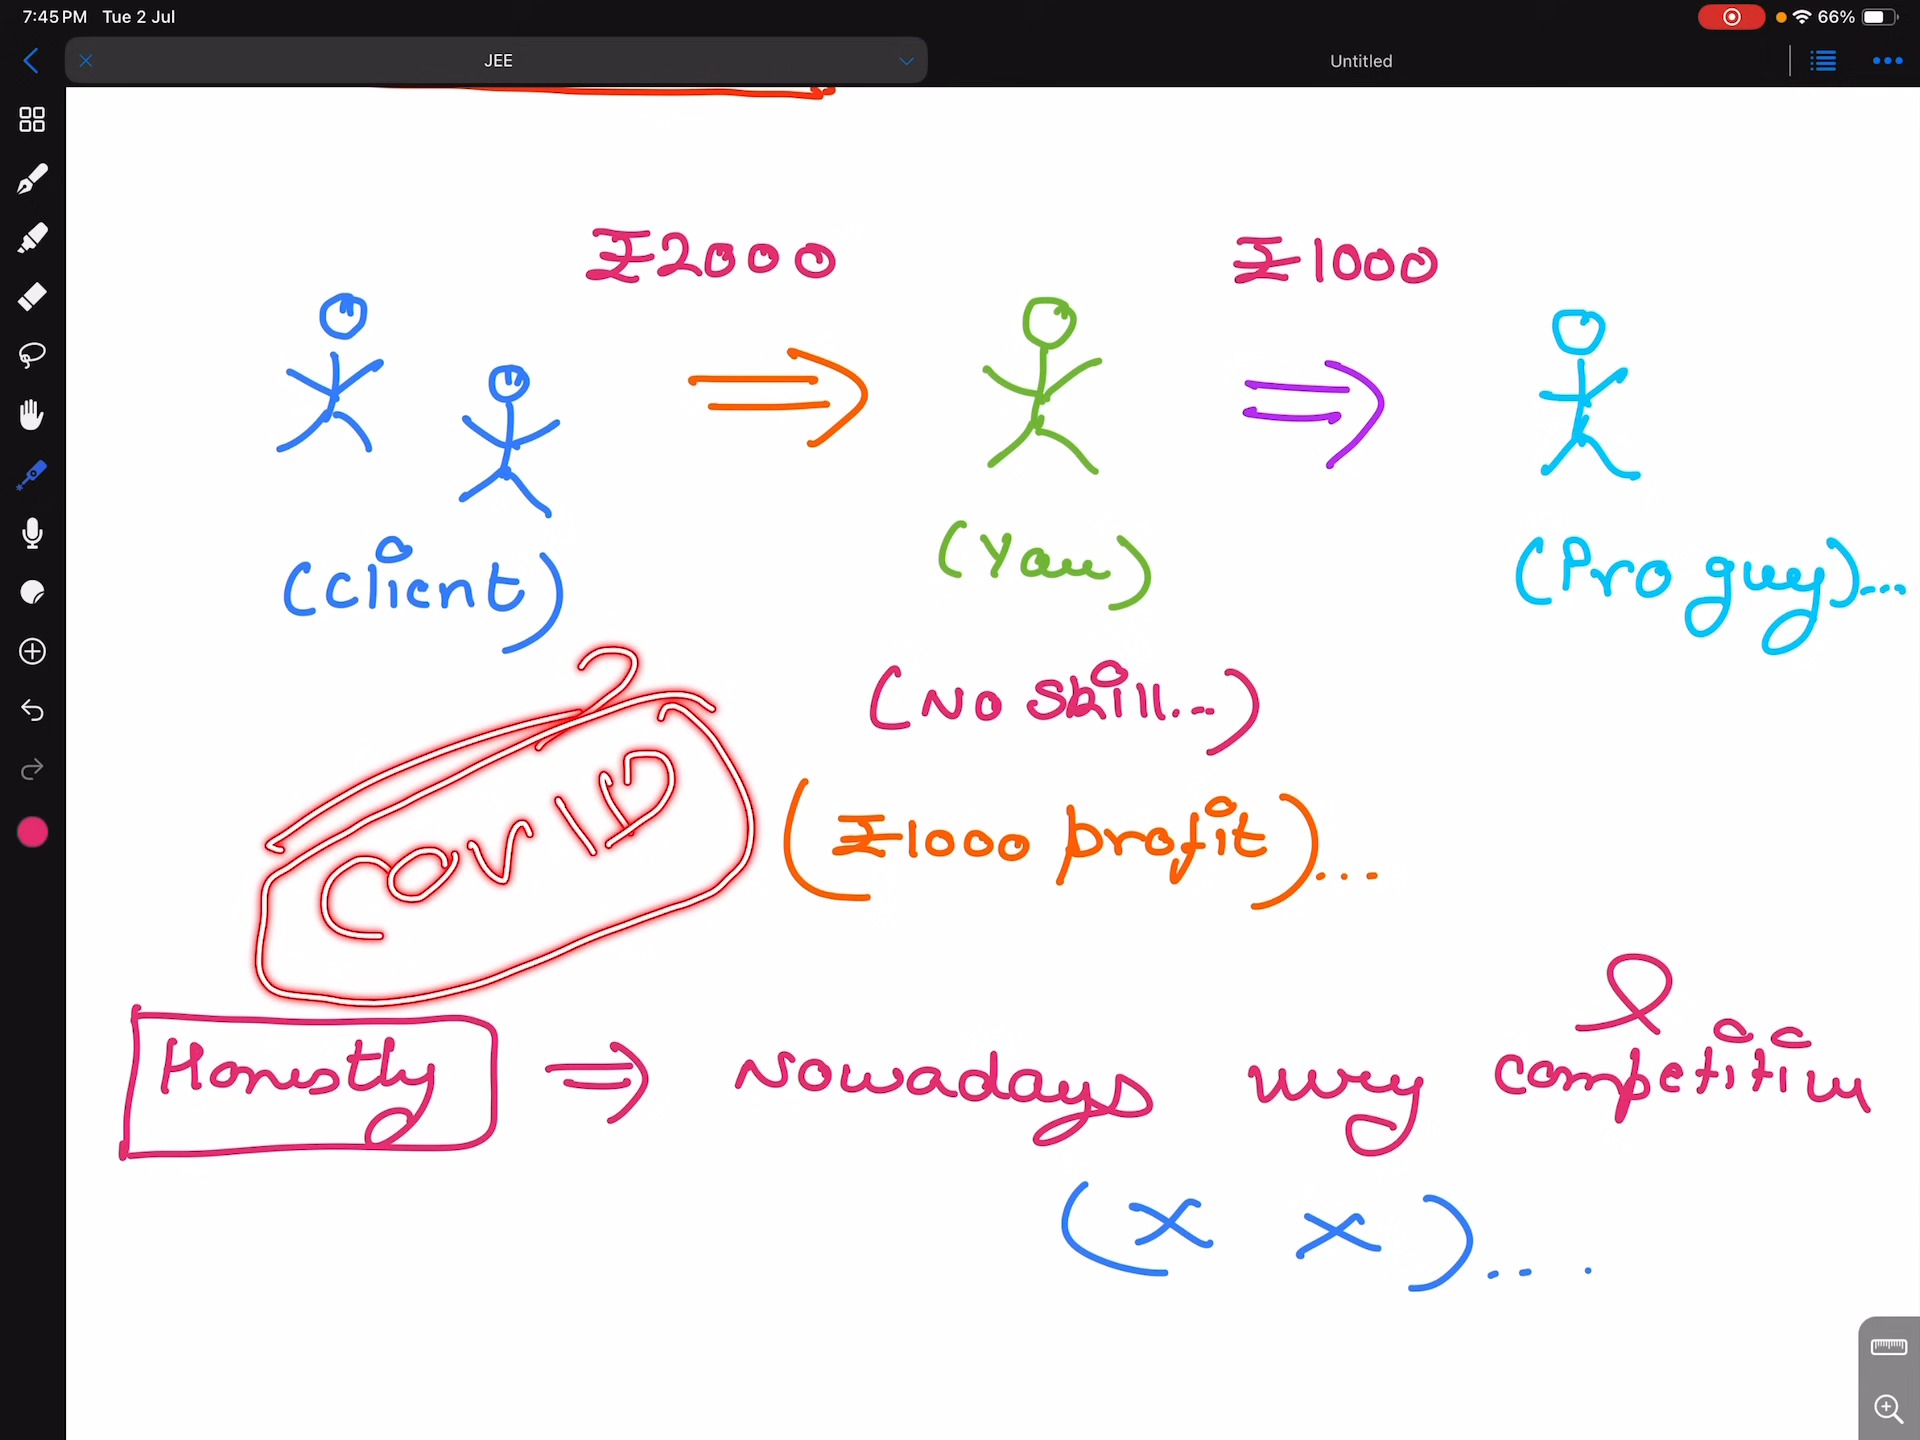 7:45 PM Tue 2 Jul
66%
JEE
Untitled
₹2000
₹1000
(Client)
(You)
(Pro guy)...
(No skill...)
COVID
(₹1000 profit)...
Honestly ⇒ Nowadays very competitive
(x x)... .